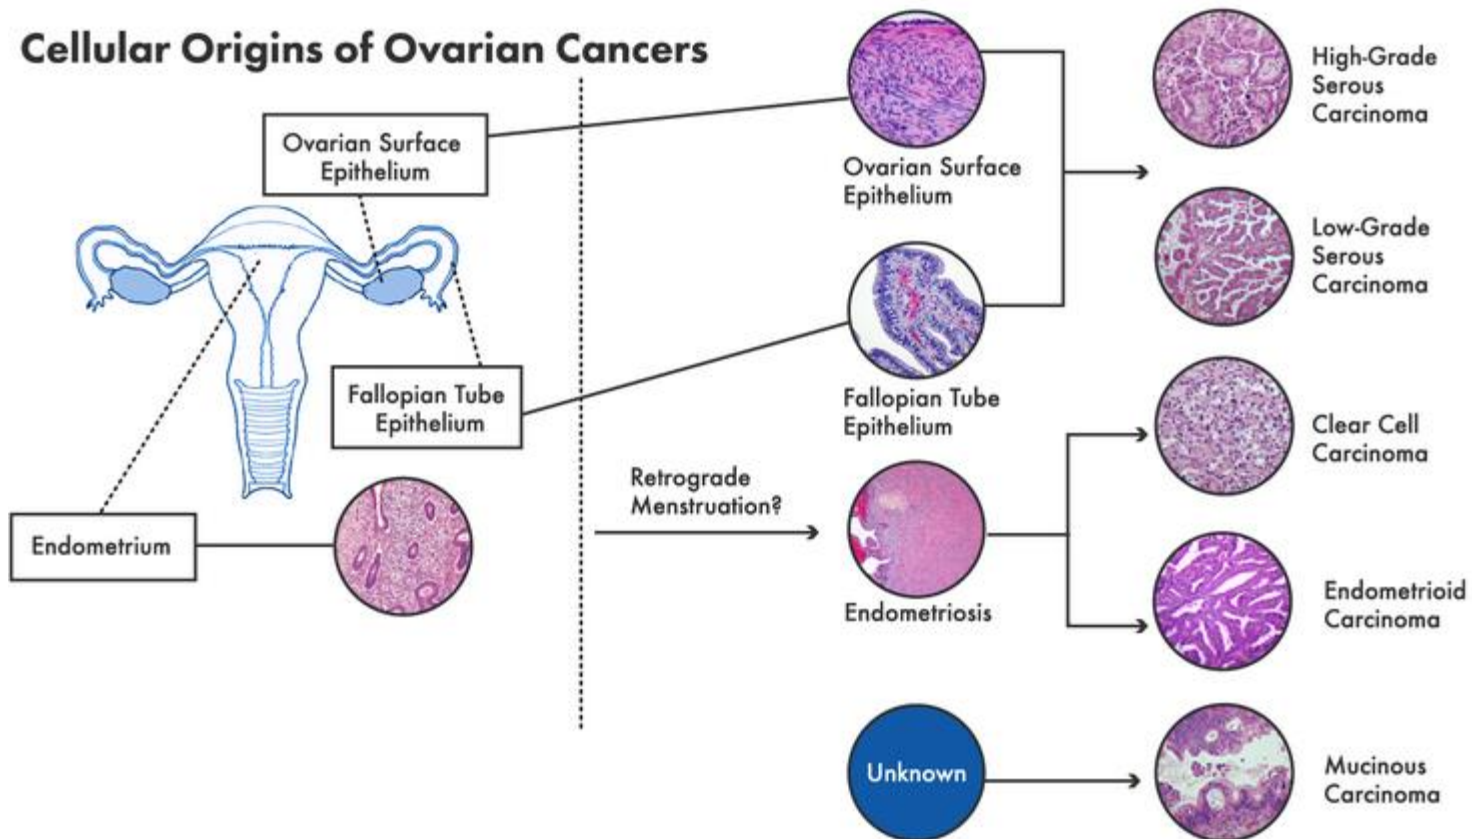 Cellular Origins of Ovarian Cancers
Ovarian Surface
Epithelium
Fallopian Tube
Epithelium
Endometrium
Retrograde
Menstruation?
Ovarian Surface
Epithelium
Fallopian Tube
Epithelium
Endometriosis
Unknown
High-Grade
Serous
Carcinoma
Low-Grade
Serous
Carcinoma
Clear Cell
Carcinoma
Endometrioid
Carcinoma
Mucinous
Carcinoma